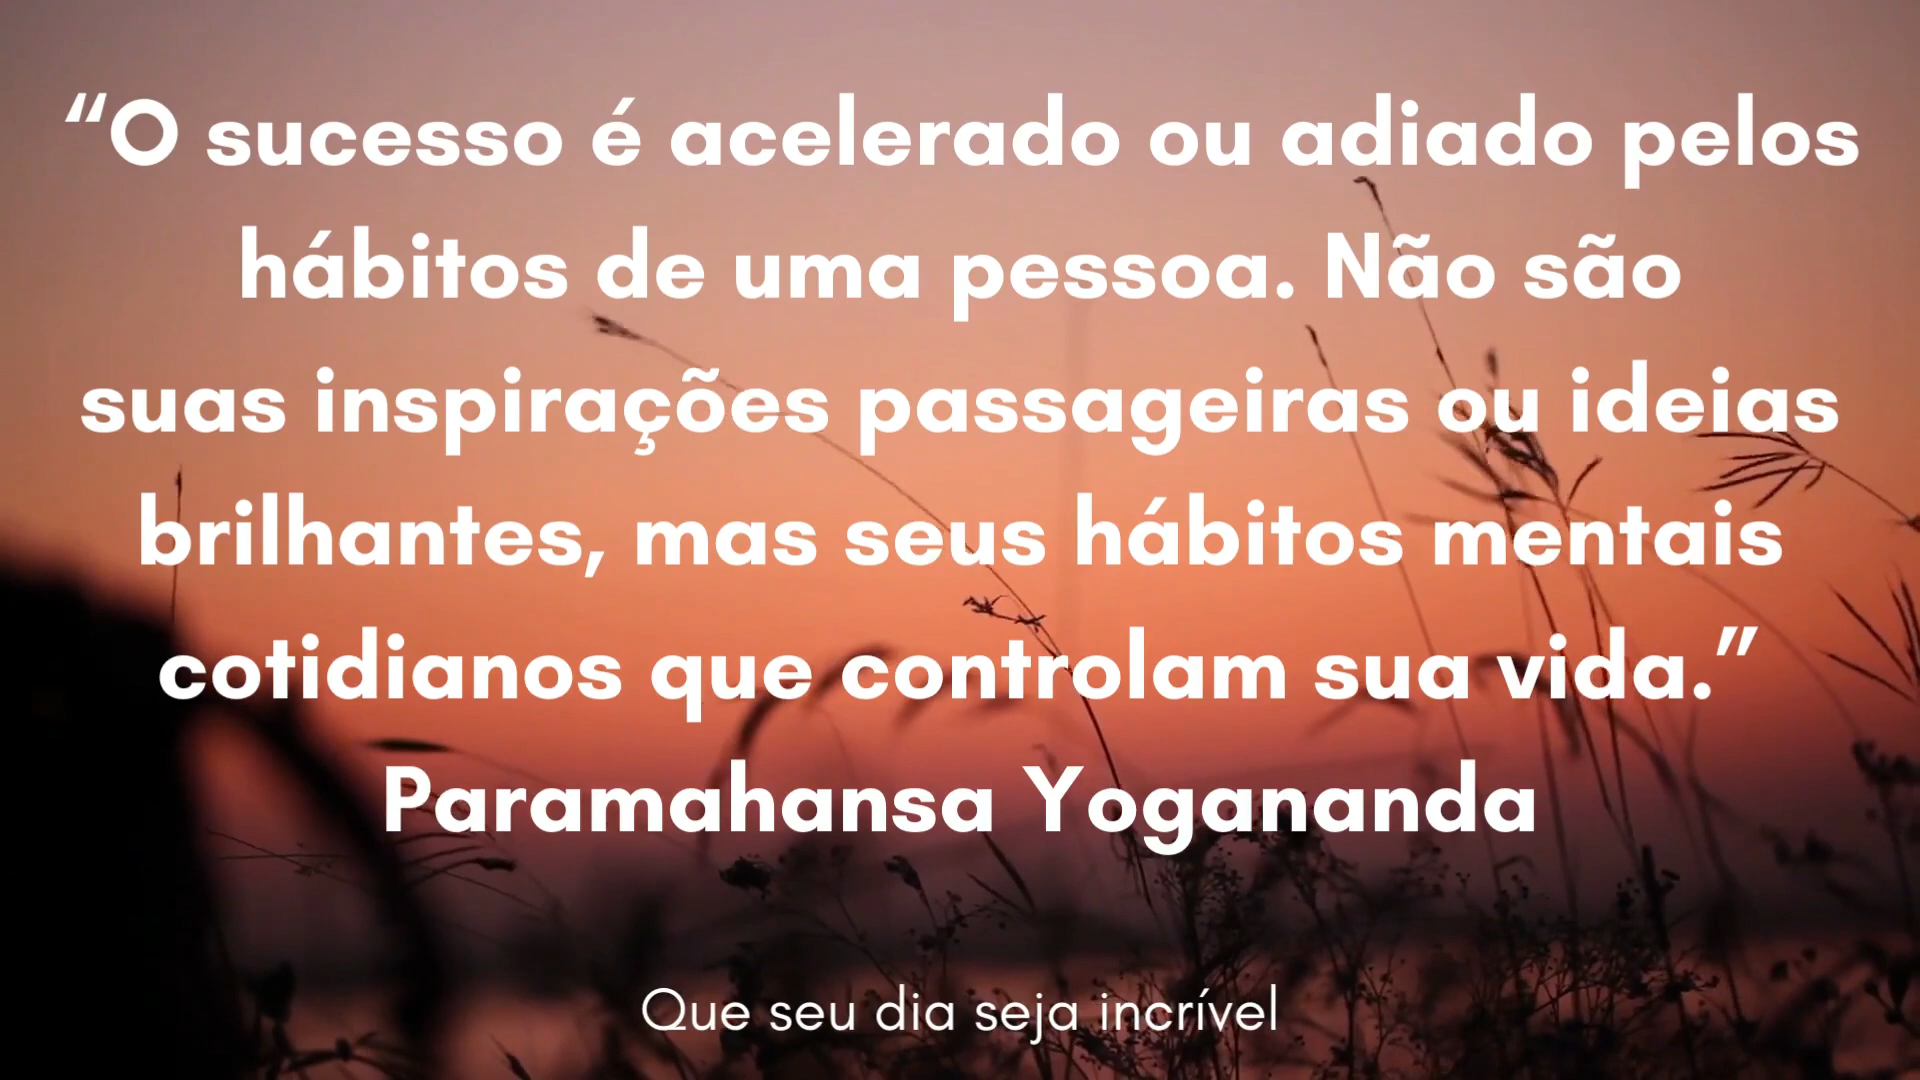 “O sucesso é acelerado ou adiado pelos
hábitos de uma pessoa. Não são
suas inspirações passageiras ou ideias
brilhantes, mas seus hábitos mentais
cotidianos que controlam sua vida.”
Paramahansa Yogananda
Que seu dia seja incrível